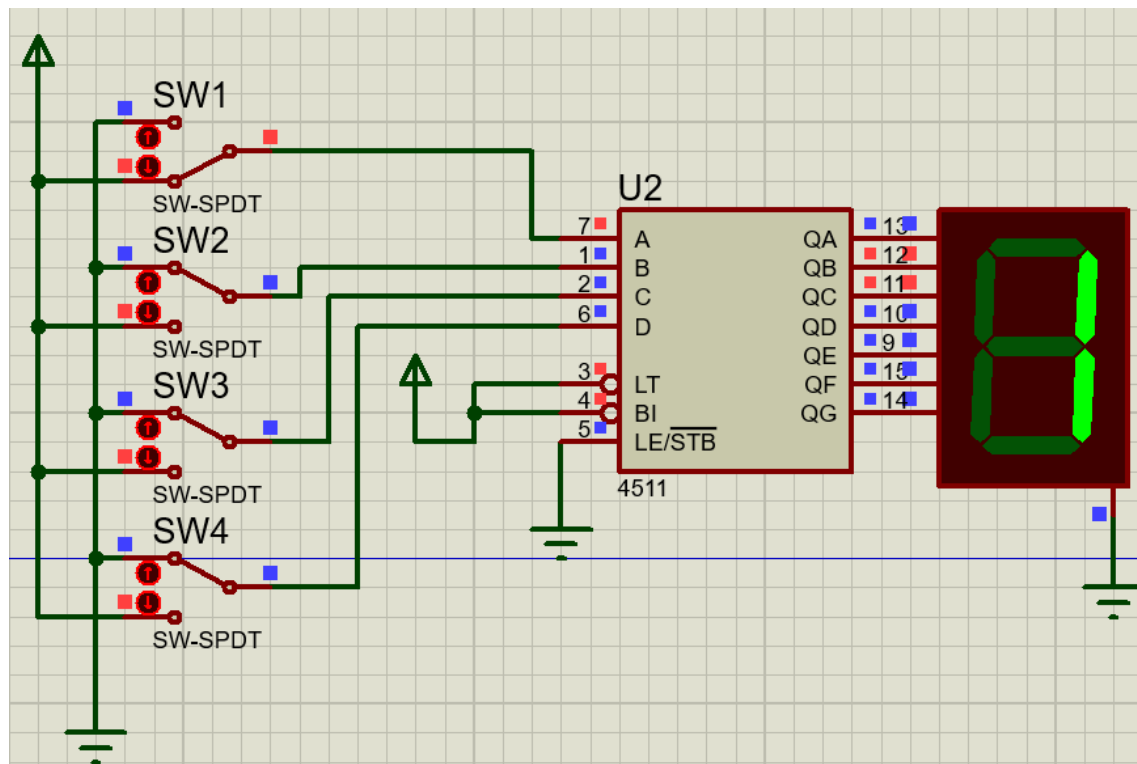 SW1
SW-SPDT
SW2
SW-SPDT
SW3
SW-SPDT
SW4
SW-SPDT
U2
7 A QA 13
1 B QB 12
2 C QC 11
6 D QD 10
QE 9
3 LT QF 15
4 BI QG 14
5 LE/STB
4511